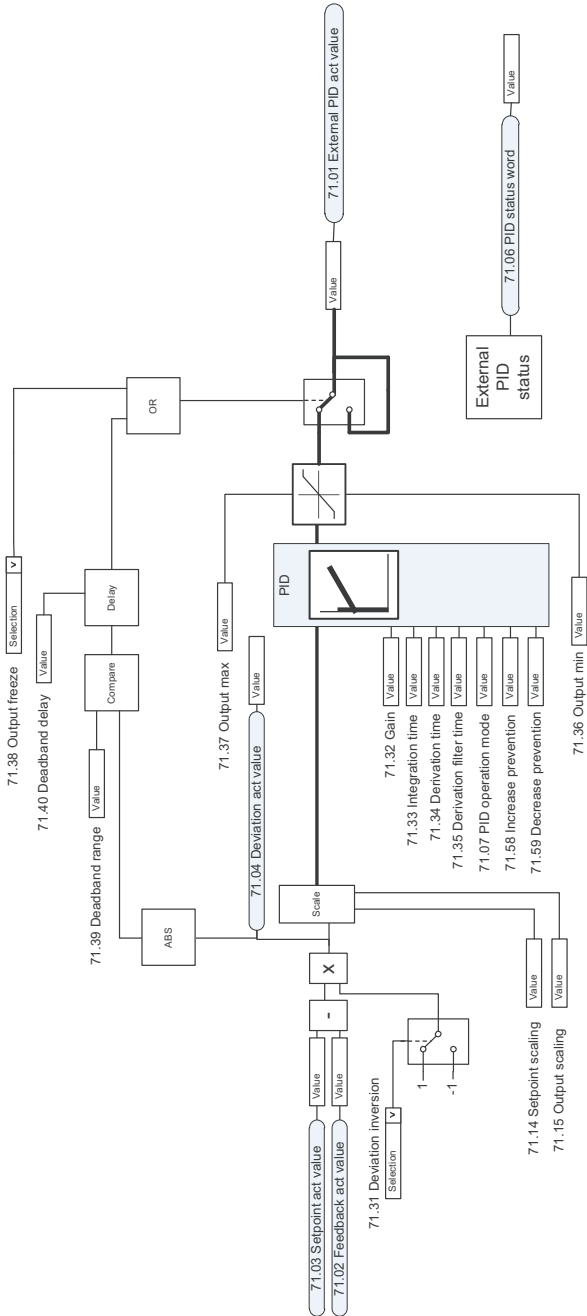 71.03 Setpoint act value
Value
71.02 Feedback act value
Value
-
X
71.31 Deviation inversion
Selection
v
1
-1
71.14 Setpoint scaling
Value
71.15 Output scaling
Value
Scale
ABS
71.04 Deviation act value
Value
71.39 Deadband range
Value
Compare
71.40 Deadband delay
Value
Delay
71.38 Output freeze
Selection
v
OR
71.37 Output max
Value
PID
71.32 Gain
Value
71.33 Integration time
Value
71.34 Derivation time
Value
71.35 Derivation filter time
Value
71.07 PID operation mode
Value
71.58 Increase prevention
Value
71.59 Decrease prevention
Value
71.36 Output min
Value
Value
71.01 External PID act value
External
PID
status
71.06 PID status word
Value